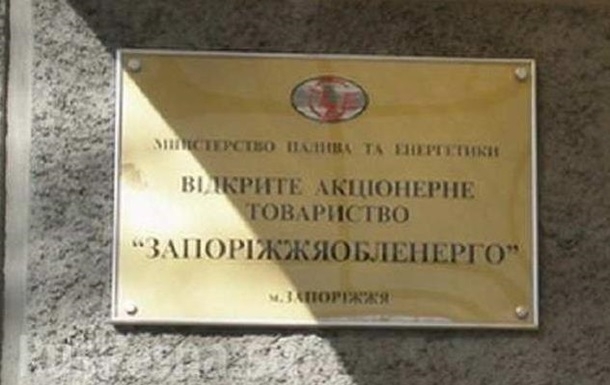 МІНІСТЕРСТВО ПАЛИВА ТА ЕНЕРГЕТИКИ
ВІДКРИТЕ АКЦІОНЕРНЕ
ТОВАРИСТВО
“ЗАПОРІЖЖЯОБЛЕНЕРГО”
м.ЗАПОРІЖЖЯ